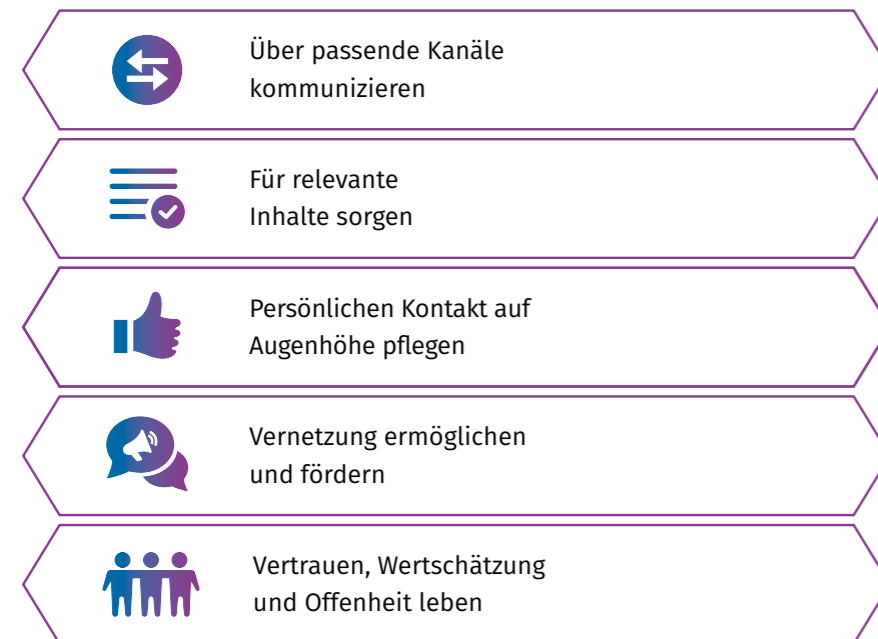 Über passende Kanäle
kommunizieren
Für relevante
Inhalte sorgen
Persönlichen Kontakt auf
Augenhöhe pflegen
Vernetzung ermöglichen
und fördern
Vertrauen, Wertschätzung
und Offenheit leben